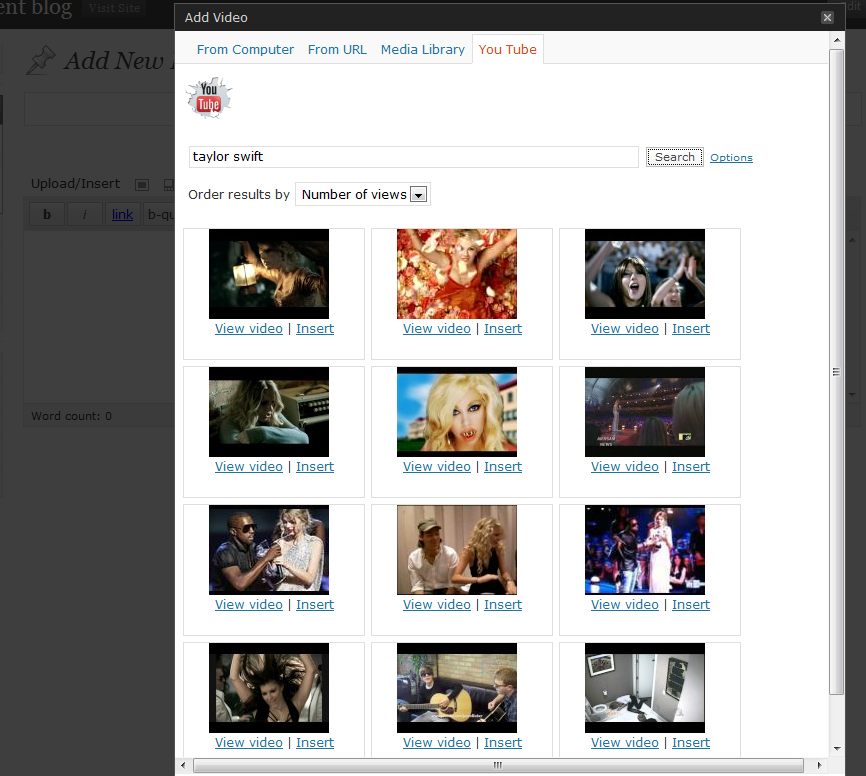 ent blog Visit Site
Add Video
From Computer From URL Media Library You Tube
Add New
You
Tube
taylor swift Search Options
Upload/Insert
Order results by Number of views
b i link b-qu
View video | Insert View video | Insert View video | Insert
Word count: 0
MTV
NEWS
View video | Insert View video | Insert View video | Insert
View video | Insert View video | Insert View video | Insert
View video | Insert View video | Insert View video | Insert